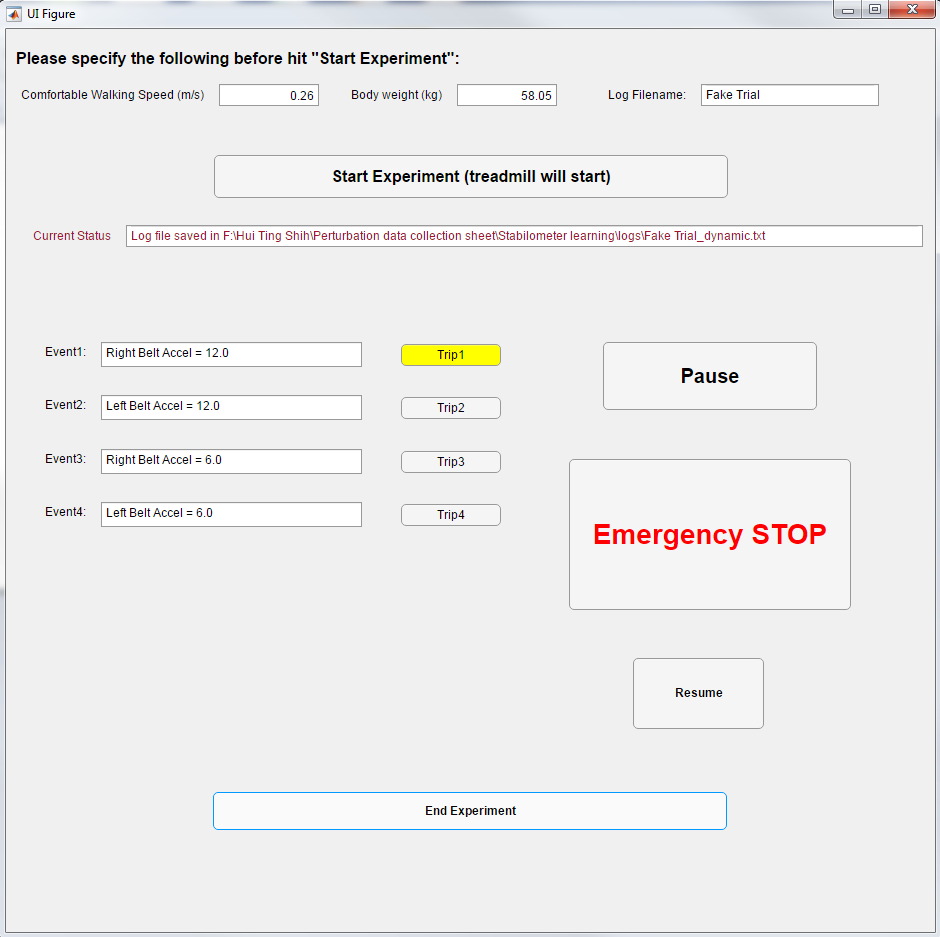 UI Figure
Please specify the following before hit "Start Experiment":
Comfortable Walking Speed (m/s) 0.26 Body weight (kg) 58.05 Log Filename: Fake Trial
Start Experiment (treadmill will start)
Current Status Log file saved in F:\Hui Ting Shih\Perturbation data collection sheet\Stabilometer learning\logs\Fake Trial_dynamic.txt
Event1: Right Belt Accel = 12.0 Trip1
Pause
Event2: Left Belt Accel = 12.0 Trip2
Event3: Right Belt Accel = 6.0 Trip3
Event4: Left Belt Accel = 6.0 Trip4
Emergency STOP
Resume
End Experiment